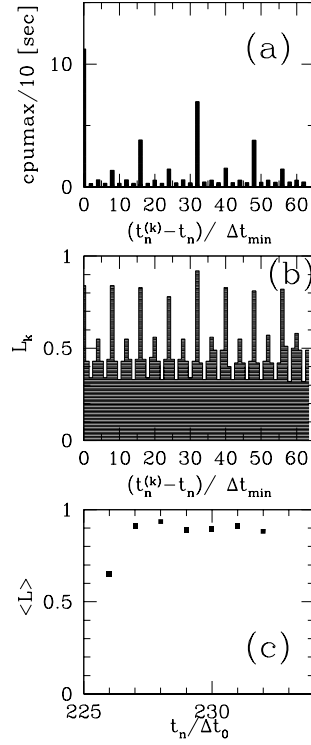 (a)
cpumax/10 [sec]
10
0
0 10 20 30 40 50 60
(t_n^(k)−t_n)/ Δt_min
(b)
L_k
1
0.5
0
0 10 20 30 40 50 60
(t_n^(k)−t_n)/ Δt_min
(c)
<L>
1
0.5
0
225 230
t_n/Δt_0